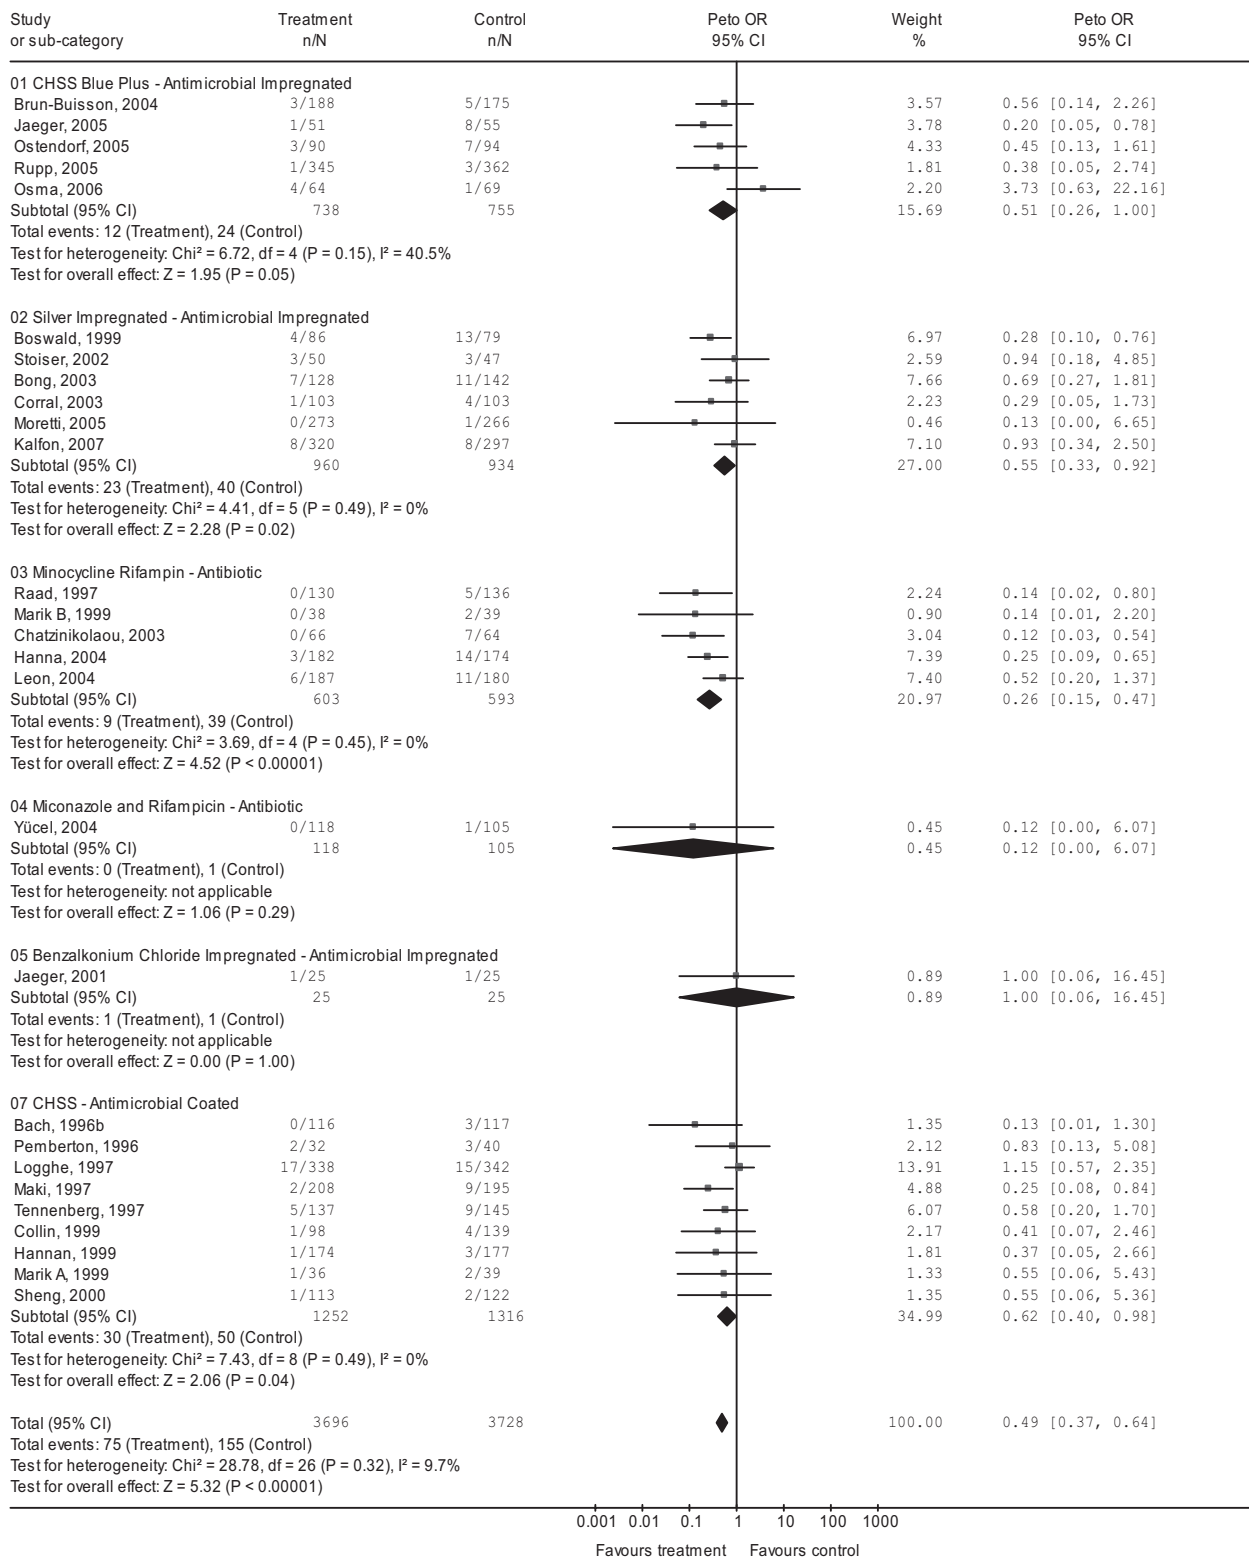 Study Treatment Control Peto OR Weight Peto OR
or sub-category n/N n/N 95% CI % 95% CI
01 CHSS Blue Plus - Antimicrobial Impregnated
Brun-Buisson, 2004 3/188 5/175 3.57 0.56 [0.14, 2.26]
Jaeger, 2005 1/51 8/55 3.78 0.20 [0.05, 0.78]
Ostendorf, 2005 3/90 7/94 4.33 0.45 [0.13, 1.61]
Rupp, 2005 1/345 3/362 1.81 0.38 [0.05, 2.74]
Osma, 2006 4/64 1/69 2.20 3.73 [0.63, 22.16]
Subtotal (95% CI) 738 755 15.69 0.51 [0.26, 1.00]
Total events: 12 (Treatment), 24 (Control)
Test for heterogeneity: Chi² = 6.72, df = 4 (P = 0.15), I² = 40.5%
Test for overall effect: Z = 1.95 (P = 0.05)
02 Silver Impregnated - Antimicrobial Impregnated
Boswald, 1999 4/86 13/79 6.97 0.28 [0.10, 0.76]
Stoiser, 2002 3/50 3/47 2.59 0.94 [0.18, 4.85]
Bong, 2003 7/128 11/142 7.66 0.69 [0.27, 1.81]
Corral, 2003 1/103 4/103 2.23 0.29 [0.05, 1.73]
Moretti, 2005 0/273 1/266 0.46 0.13 [0.00, 6.65]
Kalfon, 2007 8/320 8/297 7.10 0.93 [0.34, 2.50]
Subtotal (95% CI) 960 934 27.00 0.55 [0.33, 0.92]
Total events: 23 (Treatment), 40 (Control)
Test for heterogeneity: Chi² = 4.41, df = 5 (P = 0.49), I² = 0%
Test for overall effect: Z = 2.28 (P = 0.02)
03 Minocycline Rifampin - Antibiotic
Raad, 1997 0/130 5/136 2.24 0.14 [0.02, 0.80]
Marik B, 1999 0/38 2/39 0.90 0.14 [0.01, 2.20]
Chatzinikolaou, 2003 0/66 7/64 3.04 0.12 [0.03, 0.54]
Hanna, 2004 3/182 14/174 7.39 0.25 [0.09, 0.65]
Leon, 2004 6/187 11/180 7.40 0.52 [0.20, 1.37]
Subtotal (95% CI) 603 593 20.97 0.26 [0.15, 0.47]
Total events: 9 (Treatment), 39 (Control)
Test for heterogeneity: Chi² = 3.69, df = 4 (P = 0.45), I² = 0%
Test for overall effect: Z = 4.52 (P < 0.00001)
04 Miconazole and Rifampicin - Antibiotic
Yücel, 2004 0/118 1/105 0.45 0.12 [0.00, 6.07]
Subtotal (95% CI) 118 105 0.45 0.12 [0.00, 6.07]
Total events: 0 (Treatment), 1 (Control)
Test for heterogeneity: not applicable
Test for overall effect: Z = 1.06 (P = 0.29)
05 Benzalkonium Chloride Impregnated - Antimicrobial Impregnated
Jaeger, 2001 1/25 1/25 0.89 1.00 [0.06, 16.45]
Subtotal (95% CI) 25 25 0.89 1.00 [0.06, 16.45]
Total events: 1 (Treatment), 1 (Control)
Test for heterogeneity: not applicable
Test for overall effect: Z = 0.00 (P = 1.00)
07 CHSS - Antimicrobial Coated
Bach, 1996b 0/116 3/117 1.35 0.13 [0.01, 1.30]
Pemberton, 1996 2/32 3/40 2.12 0.83 [0.13, 5.08]
Logghe, 1997 17/338 15/342 13.91 1.15 [0.57, 2.35]
Maki, 1997 2/208 9/195 4.88 0.25 [0.08, 0.84]
Tennenberg, 1997 5/137 9/145 6.07 0.58 [0.20, 1.70]
Collin, 1999 1/98 4/139 2.17 0.41 [0.07, 2.46]
Hannan, 1999 1/174 3/177 1.81 0.37 [0.05, 2.66]
Marik A, 1999 1/36 2/39 1.33 0.55 [0.06, 5.43]
Sheng, 2000 1/113 2/122 1.35 0.55 [0.06, 5.36]
Subtotal (95% CI) 1252 1316 34.99 0.62 [0.40, 0.98]
Total events: 30 (Treatment), 50 (Control)
Test for heterogeneity: Chi² = 7.43, df = 8 (P = 0.49), I² = 0%
Test for overall effect: Z = 2.06 (P = 0.04)
Total (95% CI) 3696 3728 100.00 0.49 [0.37, 0.64]
Total events: 75 (Treatment), 155 (Control)
Test for heterogeneity: Chi² = 28.78, df = 26 (P = 0.32), I² = 9.7%
Test for overall effect: Z = 5.32 (P < 0.00001)
0.001 0.01 0.1 1 10 100 1000
Favours treatment Favours control